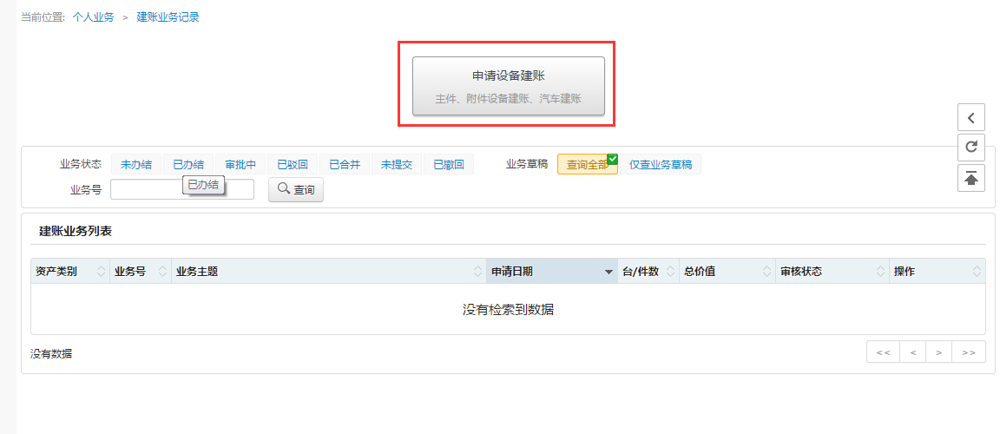 当前位置: 个人业务 > 建账业务记录
申请设备建账
主件、附件设备建账、汽车建账
业务状态 未办结 已办结 审批中 已驳回 已合并 未提交 已撤回 业务草稿 查询全部 仅查业务草稿
已办结
业务号 查询
建账业务列表
资产类别 业务号 业务主题 申请日期 台/件数 总价值 审核状态 操作
没有检索到数据
没有数据 << < > >>